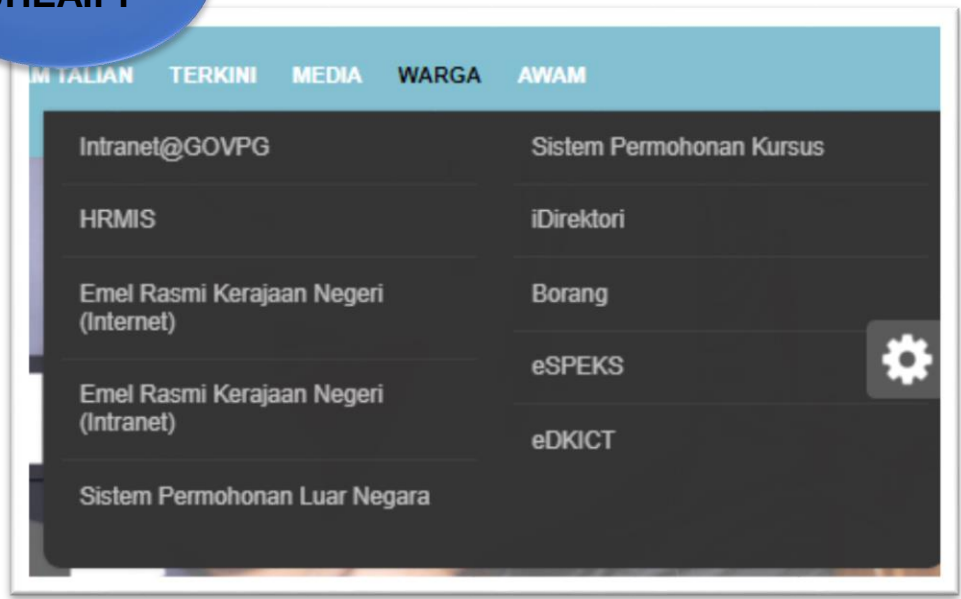 TALIAN TERKINI MEDIA WARGA AWAM
Intranet@GOVPG
HRMIS
Emel Rasmi Kerajaan Negeri
(Internet)
Emel Rasmi Kerajaan Negeri
(Intranet)
Sistem Permohonan Luar Negara
Sistem Permohonan Kursus
iDirektori
Borang
eSPEKS
eDKICT